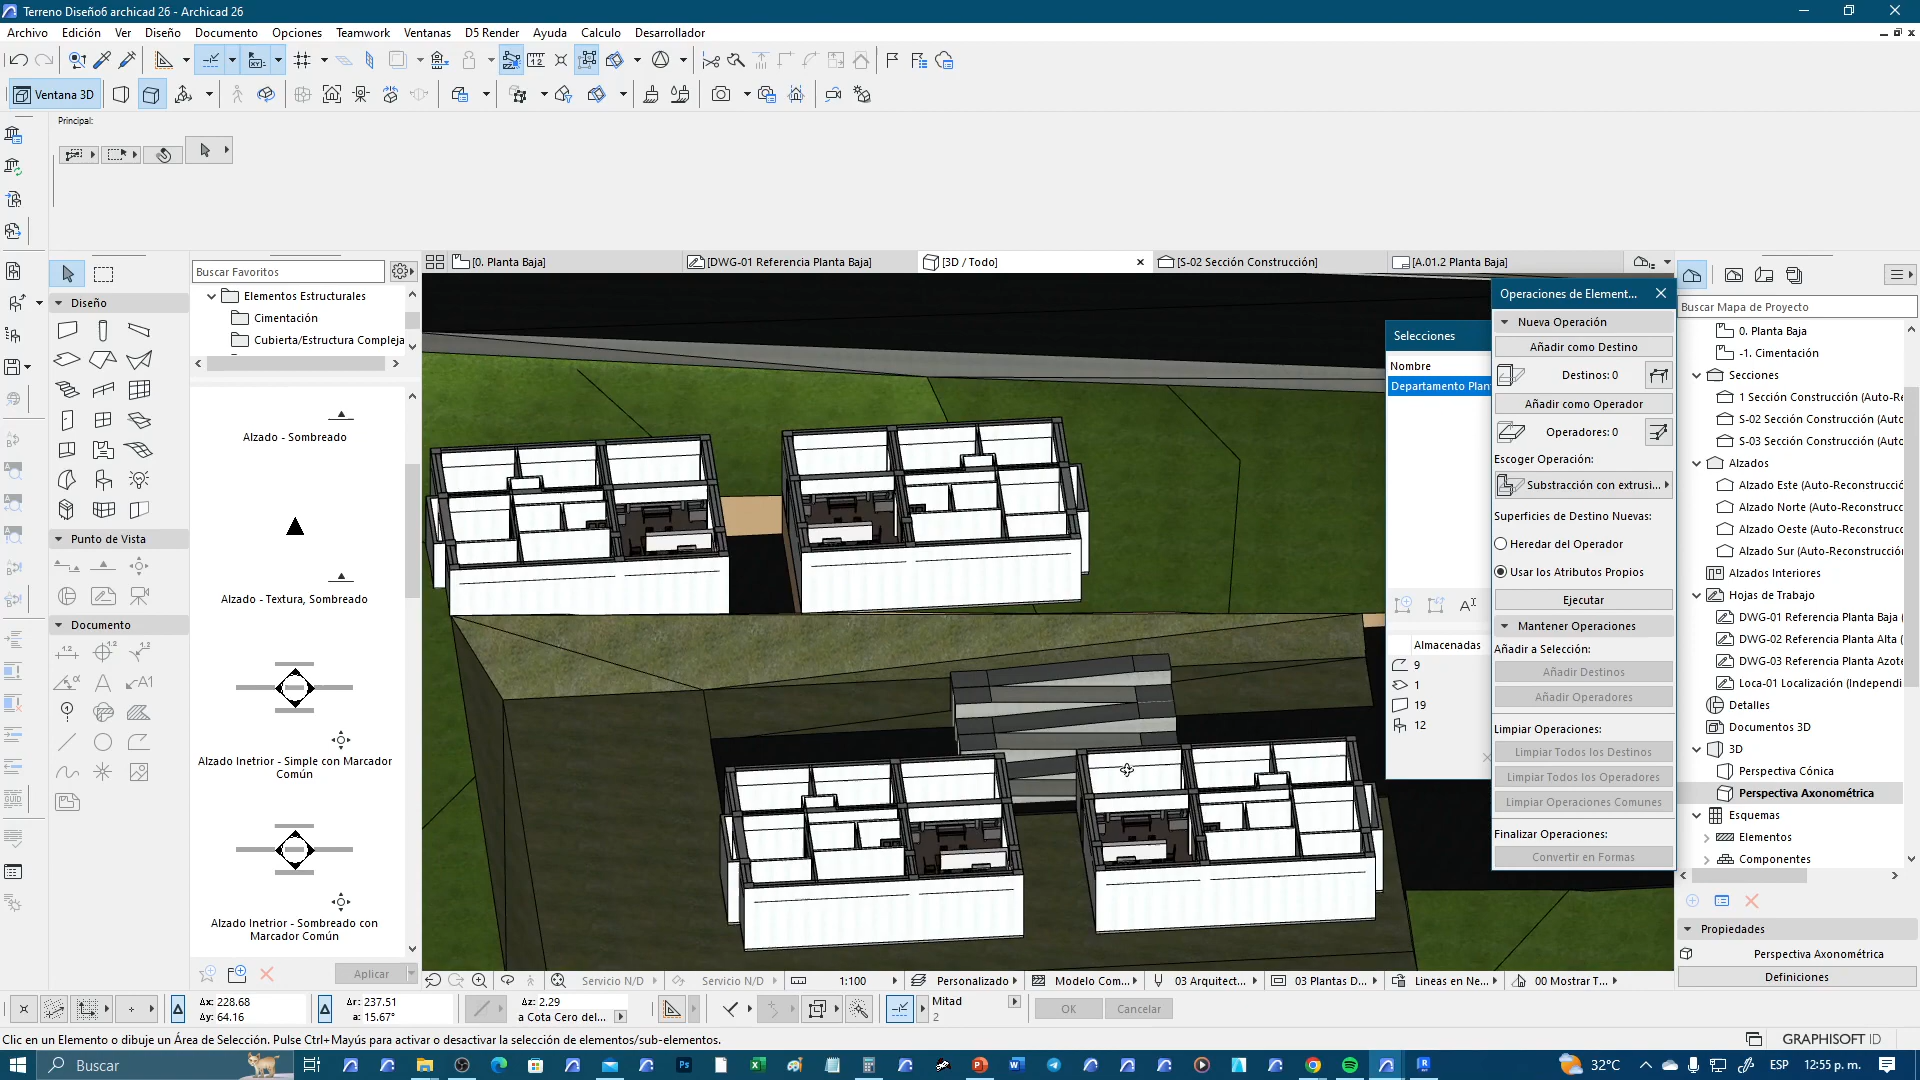 Terreno Diseño6 archicad 26 - Archicad 26
Archivo Edición Ver Diseño Documento Opciones Teamwork Ventanas D5 Render Ayuda Calculo Desarrollador
Ventana 3D
Principal:
Buscar Favoritos
[0. Planta Baja]
[DWG-01 Referencia Planta Baja]
[3D / Todo]
[S-02 Sección Construcción]
[A.01.2 Planta Baja]
Diseño
Punto de Vista
Documento
A1
GUID
Elementos Estructurales
Cimentación
Cubierta/Estructura Compleja
Alzado - Sombreado
Alzado - Textura, Sombreado
Alzado Inetrior - Simple con Marcador
Común
Alzado Inetrior - Sombreado con
Marcador Común
Aplicar
Selecciones
Nombre
Departamento Plan
Almacenadas
9
1
19
12
Operaciones de Element...
Nueva Operación
Añadir como Destino
Destinos: 0
Añadir como Operador
Operadores: 0
Escoger Operación:
Substracción con extrusi...
Superficies de Destino Nuevas:
Heredar del Operador
Usar los Atributos Propios
Ejecutar
Mantener Operaciones
Añadir a Selección:
Añadir Destinos
Añadir Operadores
Limpiar Operaciones:
Limpiar Todos los Destinos
Limpiar Todos los Operadores
Limpiar Operaciones Comunes
Finalizar Operaciones:
Convertir en Formas
Buscar Mapa de Proyecto
0. Planta Baja
-1. Cimentación
Secciones
1 Sección Construcción (Auto-Re
S-02 Sección Construcción (Auto
S-03 Sección Construcción (Auto
Alzados
Alzado Este (Auto-Reconstrucció
Alzado Norte (Auto-Reconstrucc
Alzado Oeste (Auto-Reconstrucc
Alzado Sur (Auto-Reconstrucció
Alzados Interiores
Hojas de Trabajo
DWG-01 Referencia Planta Baja (
DWG-02 Referencia Planta Alta (
DWG-03 Referencia Planta Azote
Loca-01 Localización (Independi
Detalles
Documentos 3D
3D
Perspectiva Cónica
Perspectiva Axonométrica
Esquemas
Elementos
Componentes
Propiedades
Perspectiva Axonométrica
Definiciones
Servicio N/D
Servicio N/D
1:100
Personalizado
Modelo Com...
03 Arquitect...
03 Plantas D...
Lineas en Ne...
00 Mostrar T...
Δx: 228.68
Δy: 64.16
Δr: 237.51
a: 15.67°
Δz: 2.29
a Cota Cero del...
Mitad
2
OK
Cancelar
Clic en un Elemento o dibuje un Área de Selección. Pulse Ctrl+Mayús para activar o desactivar la selección de elementos/sub-elementos.
GRAPHISOFT ID
Buscar
32°C
ESP
12:55 p. m.